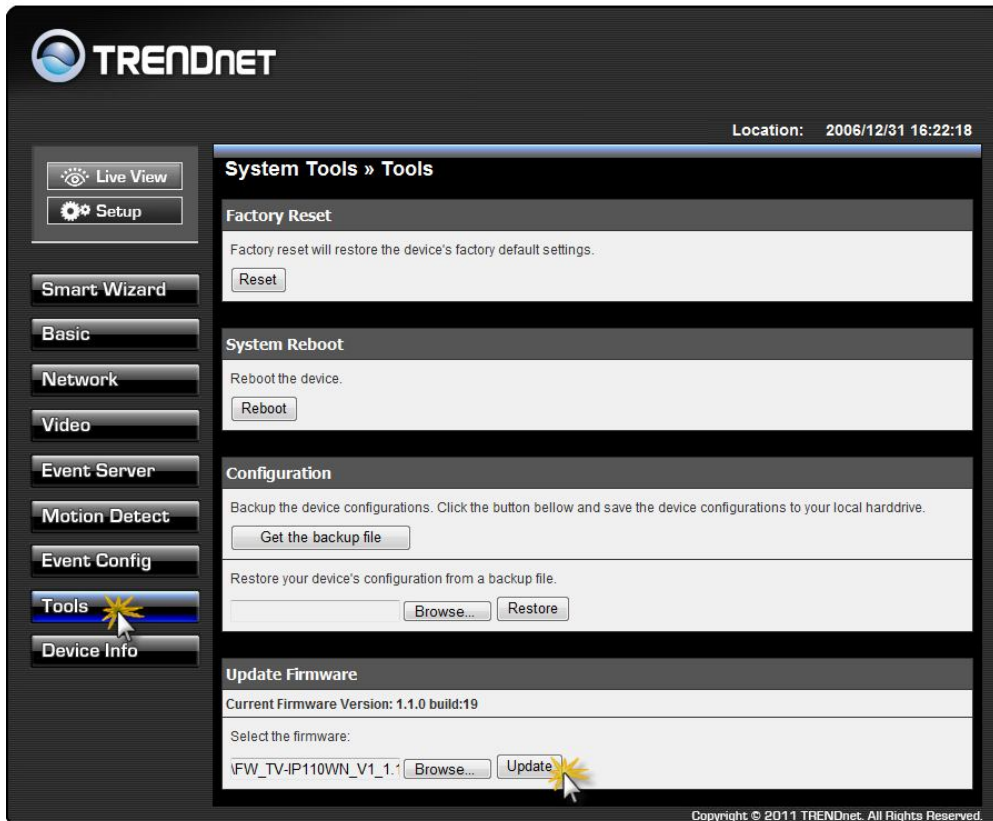 TRENDNET
Location: 2006/12/31 16:22:18
Live View
Setup
Smart Wizard
Basic
Network
Video
Event Server
Motion Detect
Event Config
Tools
Device Info
System Tools » Tools
Factory Reset
Factory reset will restore the device's factory default settings.
Reset
System Reboot
Reboot the device.
Reboot
Configuration
Backup the device configurations. Click the button bellow and save the device configurations to your local harddrive.
Get the backup file
Restore your device's configuration from a backup file.
Browse... Restore
Update Firmware
Current Firmware Version: 1.1.0 build:19
Select the firmware:
\FW_TV-IP110WN_V1_1.1 Browse... Update
Copyright © 2011 TRENDnet. All Rights Reserved.